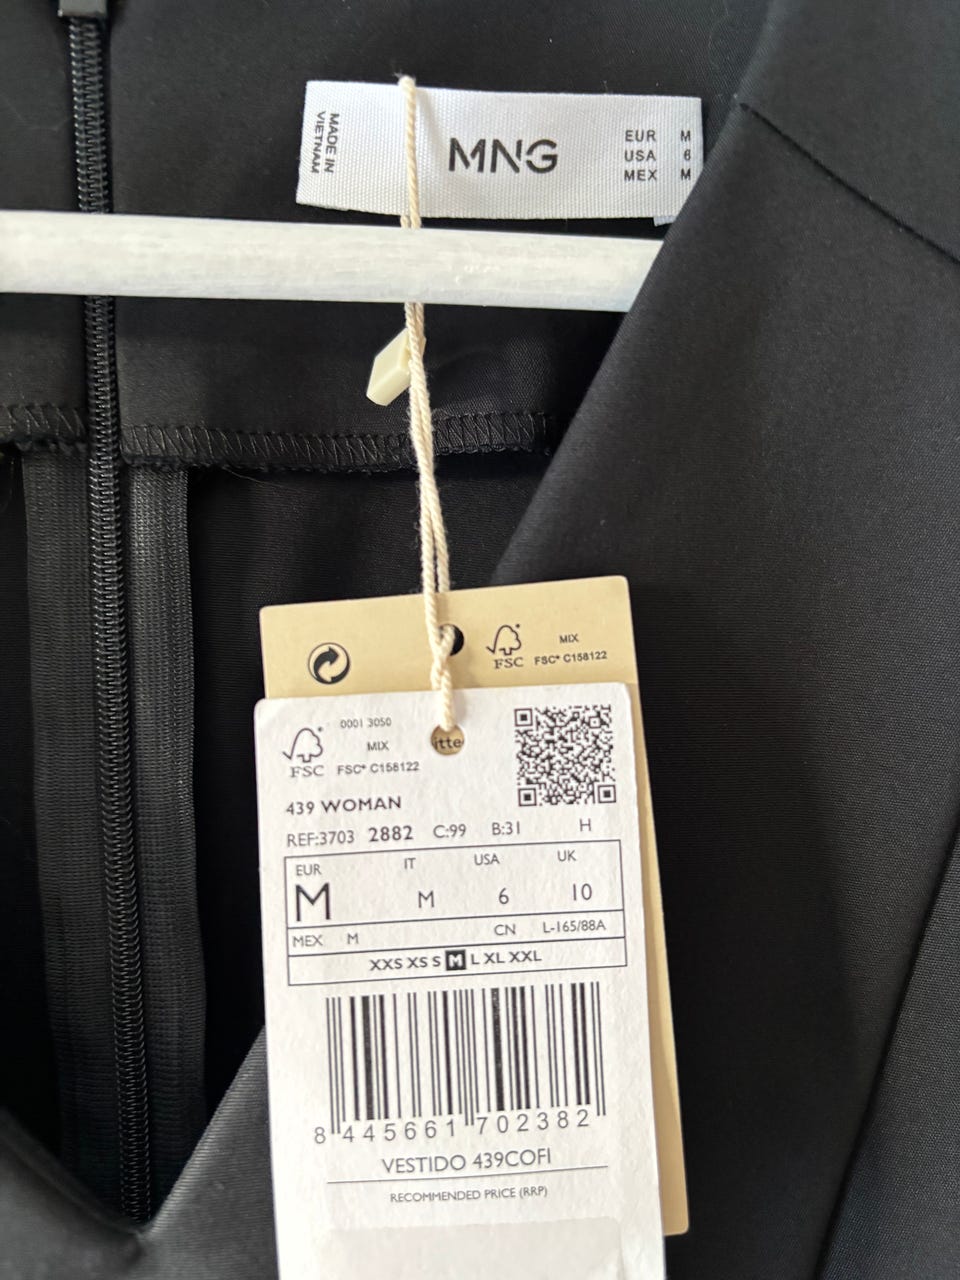 MADE IN
VIETNAM
MNG
EUR M
USA 6
MEX M
MIX
FSC
FSC® C158122
0001 3050
MIX
FSC
FSC® C158122
itte
439 WOMAN
REF:3703 2882 C:99 B:31 H
EUR IT USA UK
M M 6 10
MEX M CN L-165/88A
XXS XS S M L XL XXL
8 445661 702382
VESTIDO 439COFI
RECOMMENDED PRICE (RRP)